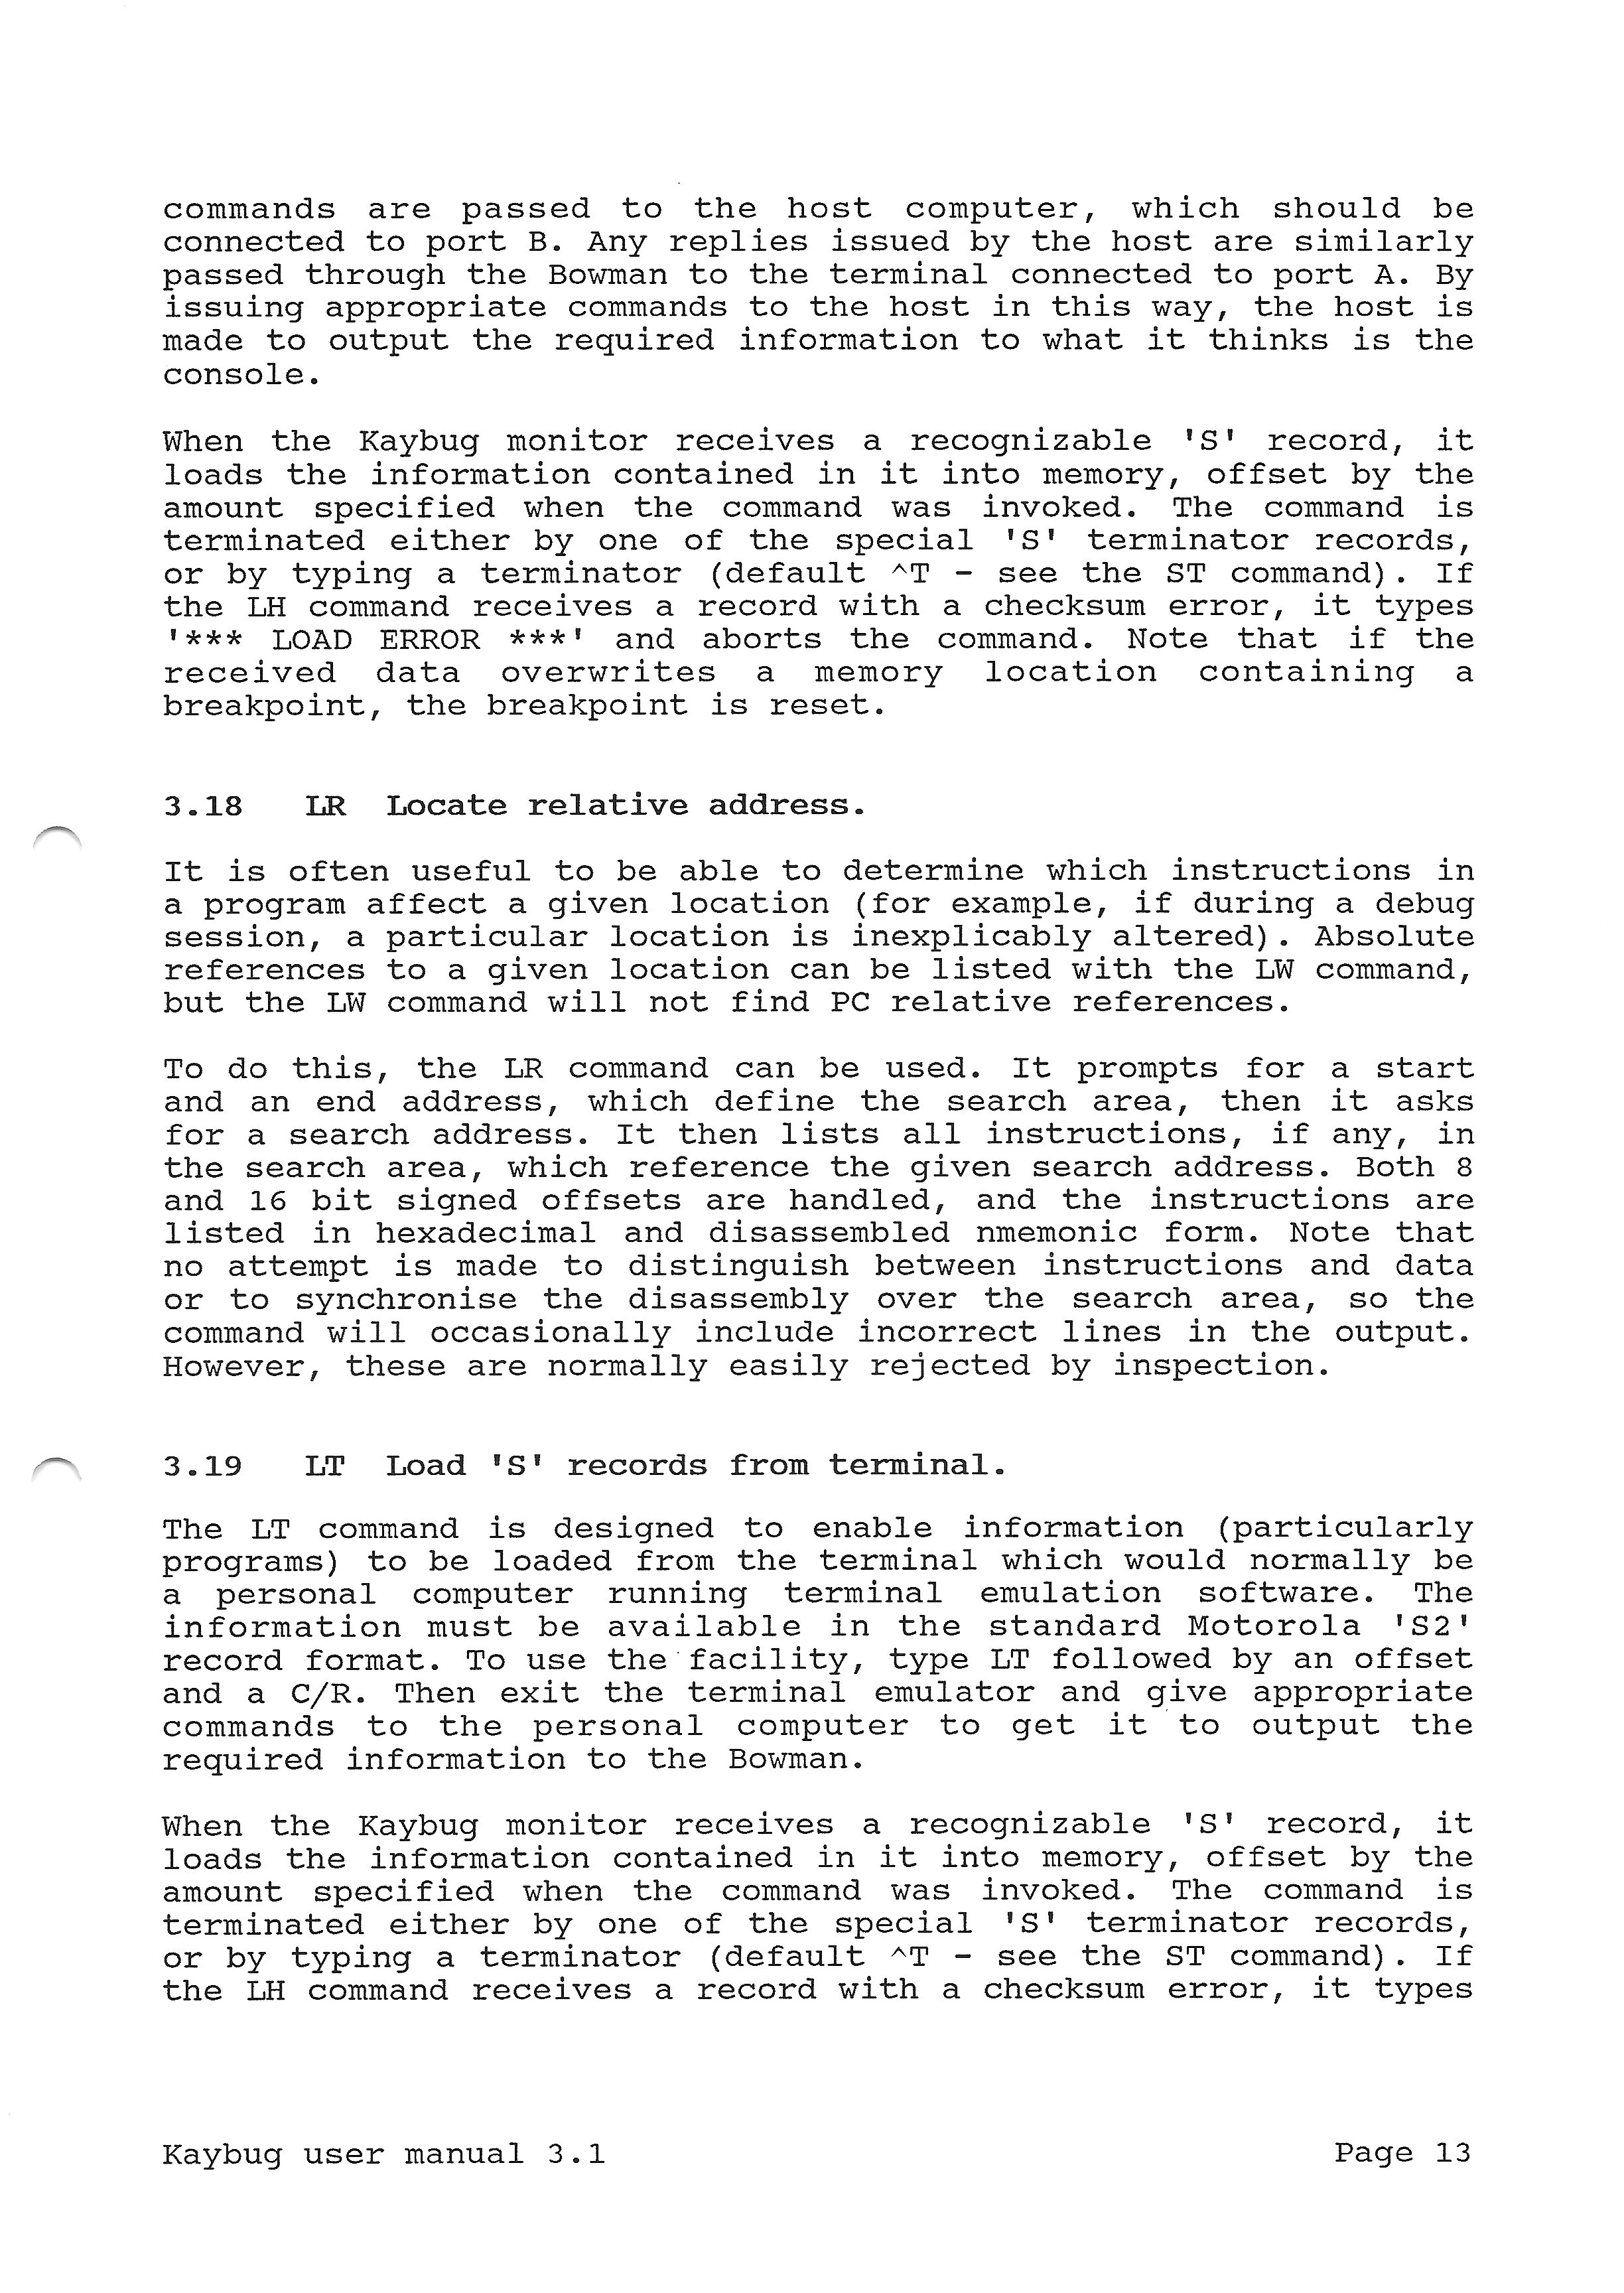 commands are passed to the host computer, which should be
connected to port B. Any replies issued by the host are similarly
passed through the Bowman to the terminal connected to port A. By
issuing appropriate commands to the host in this way, the host is
made to output the required information to what it thinks is the
console.
When the Kaybug monitor receives a recognizable 'S' record, it
loads the information contained in it into memory, offset by the
amount specified when the command was invoked. The command is
terminated either by one of the special 'S' terminator records,
or by typing a terminator (default ^T - see the ST command). If
the LH command receives a record with a checksum error, it types
'*** LOAD ERROR ***' and aborts the command. Note that if the
received data overwrites a memory location containing a
breakpoint, the breakpoint is reset.
3.18 LR Locate relative address.
It is often useful to be able to determine which instructions in
a program affect a given location (for example, if during a debug
session, a particular location is inexplicably altered). Absolute
references to a given location can be listed with the LW command,
but the LW command will not find PC relative references.
To do this, the LR command can be used. It prompts for a start
and an end address, which define the search area, then it asks
for a search address. It then lists all instructions, if any, in
the search area, which reference the given search address. Both 8
and 16 bit signed offsets are handled, and the instructions are
listed in hexadecimal and disassembled nmemonic form. Note that
no attempt is made to distinguish between instructions and data
or to synchronise the disassembly over the search area, so the
command will occasionally include incorrect lines in the output.
However, these are normally easily rejected by inspection.
3.19 LT Load 'S' records from terminal.
The LT command is designed to enable information (particularly
programs) to be loaded from the terminal which would normally be
a personal computer running terminal emulation software. The
information must be available in the standard Motorola 'S2'
record format. To use the facility, type LT followed by an offset
and a C/R. Then exit the terminal emulator and give appropriate
commands to the personal computer to get it to output the
required information to the Bowman.
When the Kaybug monitor receives a recognizable 'S' record, it
loads the information contained in it into memory, offset by the
amount specified when the command was invoked. The command is
terminated either by one of the special 'S' terminator records,
or by typing a terminator (default ^T - see the ST command). If
the LH command receives a record with a checksum error, it types
Kaybug user manual 3.1 Page 13